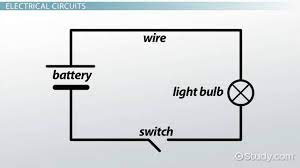 ELECTRICAL CIRCUITS
wire
battery
light bulb
switch
Study.com